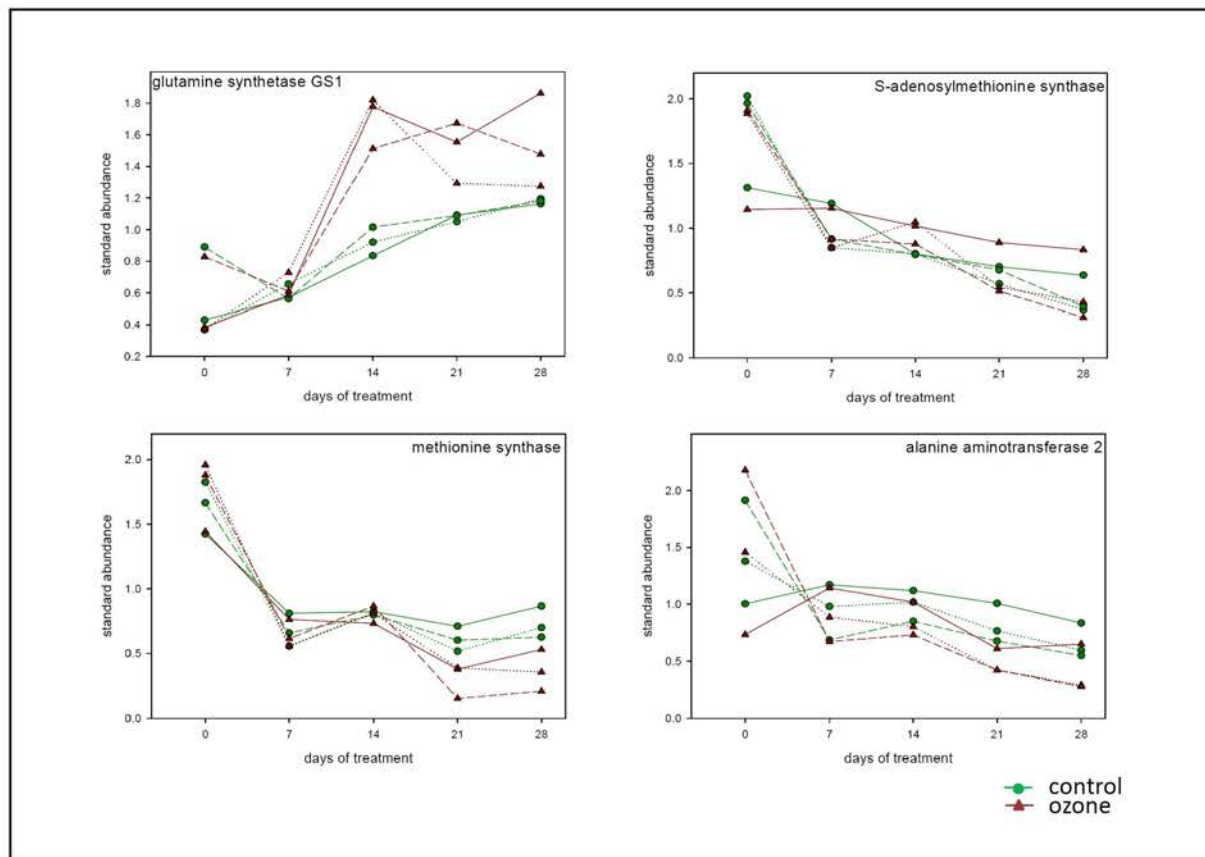 glutamine synthetase GS1
1.8
1.6
1.4
1.2
1.0
0.8
0.6
0.4
0.2
standard abundance
0 7 14 21 28
days of treatment
S-adenosylmethionine synthase
2.0
1.5
1.0
0.5
0.0
standard abundance
0 7 14 21 28
days of treatment
methionine synthase
2.0
1.5
1.0
0.5
0.0
standard abundance
0 7 14 21 28
days of treatment
alanine aminotransferase 2
2.0
1.5
1.0
0.5
0.0
standard abundance
0 7 14 21 28
days of treatment
control
ozone